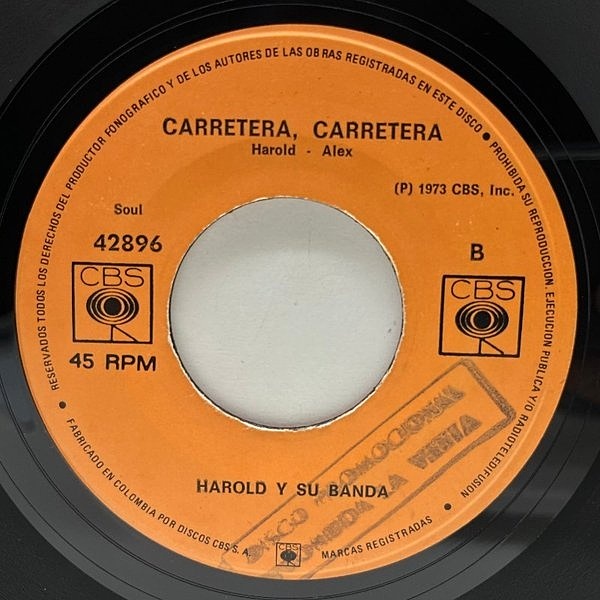 RESERVADOS TODOS LOS DERECHOS DEL PRODUCTOR FONOGRAFICO Y DE LOS AUTORES DE LAS OBRAS REGISTRADAS EN ESTE DISCO ● PROHIBIDA SU REPRODUCCION. EJECUCION PUBLICA Y/O RADIOTELEDIFUSION
CARRETERA, CARRETERA
Harold - Alex
(P) 1973 CBS, Inc.
Soul
42896
B
CBS
CBS
45 RPM
DISCO PROMOCIONAL
PROHIBIDA LA VENTA
HAROLD Y SU BANDA
● FABRICADO EN COLOMBIA POR DISCOS CBS S. A.
CBS
MARCAS REGISTRADAS ●